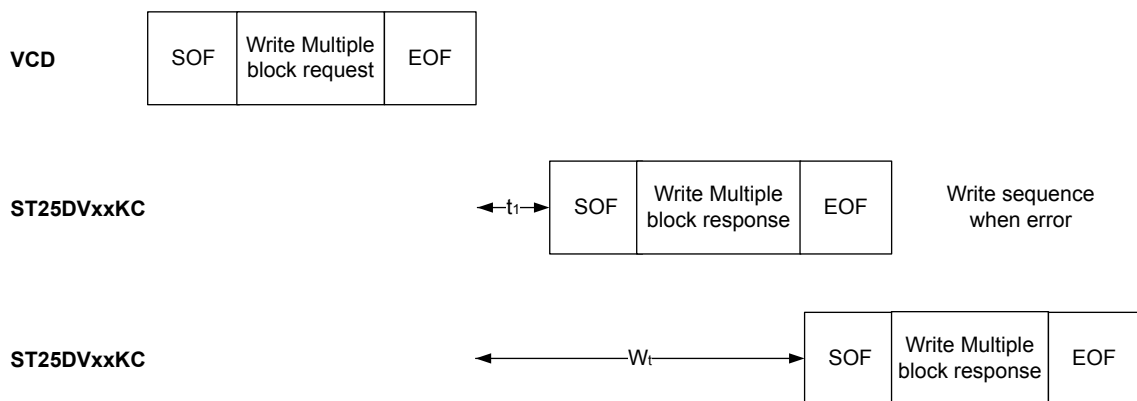 VCD
SOF
Write Multiple
block request
EOF
ST25DVxxKC
t1
SOF
Write Multiple
block response
EOF
Write sequence
when error
ST25DVxxKC
Wt
SOF
Write Multiple
block response
EOF